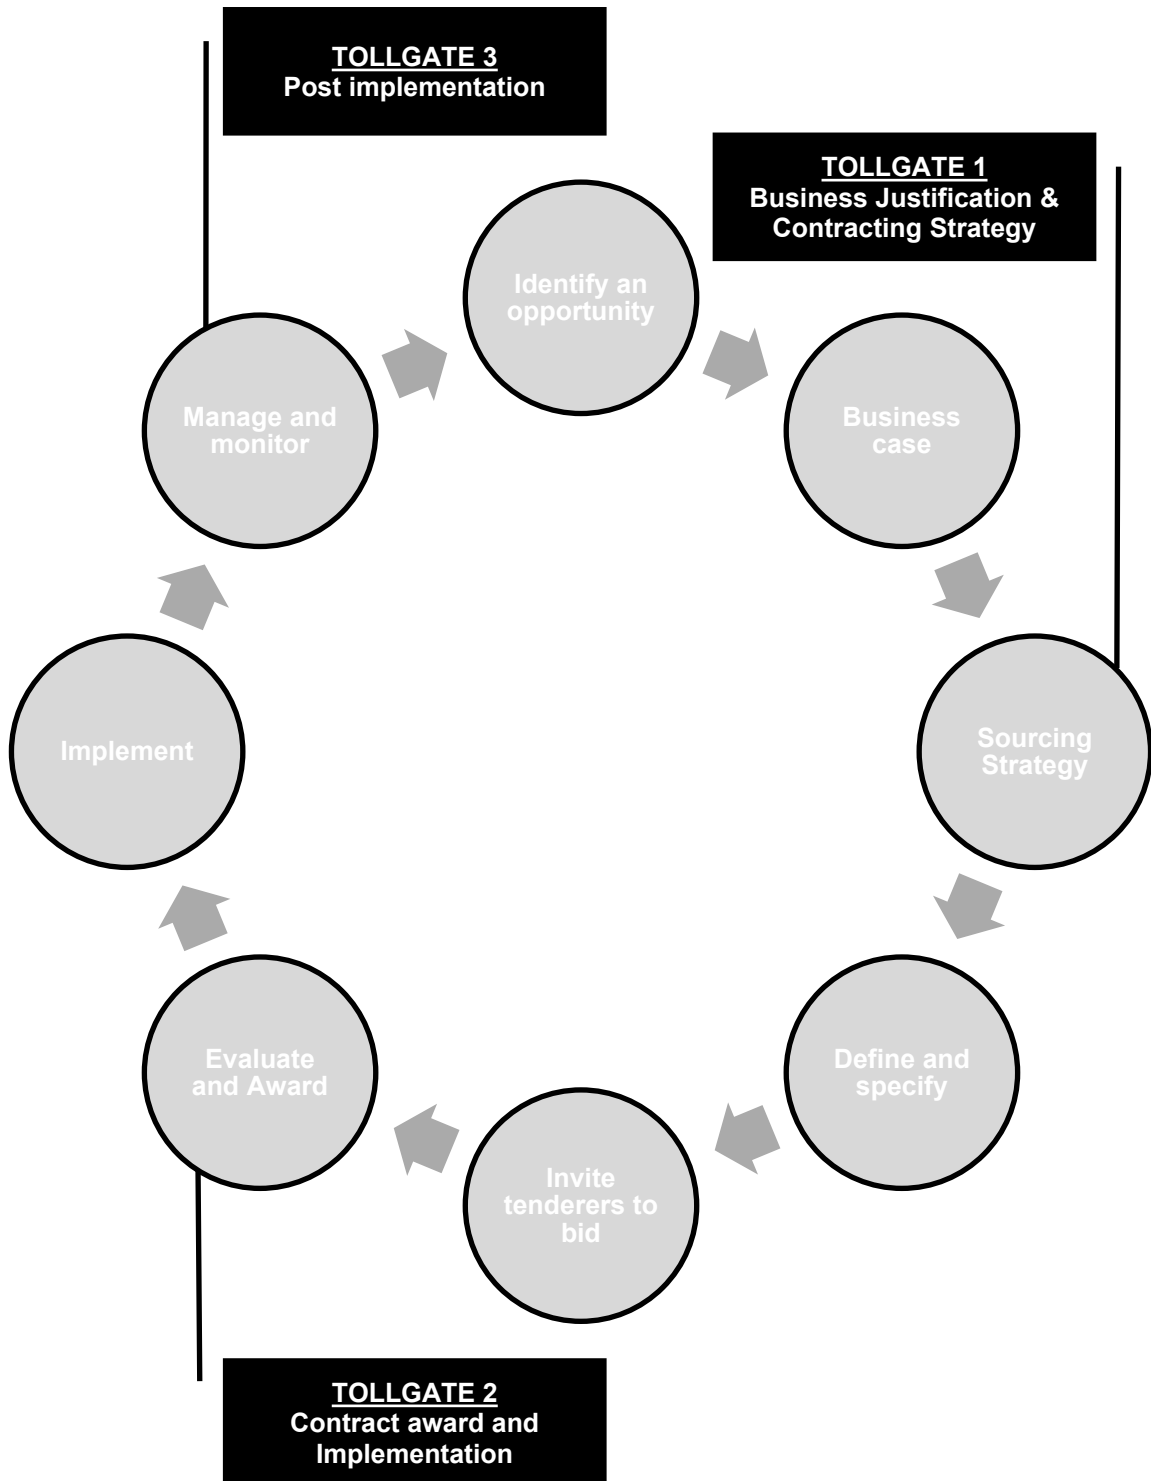 TOLLGATE 3
Post implementation
TOLLGATE 1
Business Justification &
Contracting Strategy
Identify an
opportunity
Business
case
Sourcing
Strategy
Define and
specify
Invite
tenderers to
bid
Evaluate
and Award
Implement
Manage and
monitor
TOLLGATE 2
Contract award and
Implementation